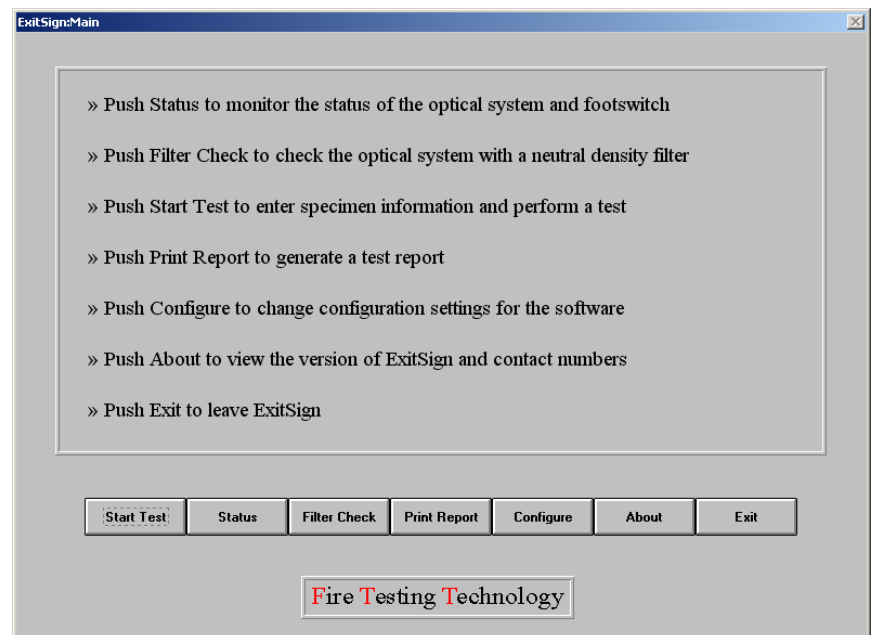 ExitSign:Main
» Push Status to monitor the status of the optical system and footswitch
» Push Filter Check to check the optical system with a neutral density filter
» Push Start Test to enter specimen information and perform a test
» Push Print Report to generate a test report
» Push Configure to change configuration settings for the software
» Push About to view the version of ExitSign and contact numbers
» Push Exit to leave ExitSign
Start Test Status Filter Check Print Report Configure About Exit
Fire Testing Technology